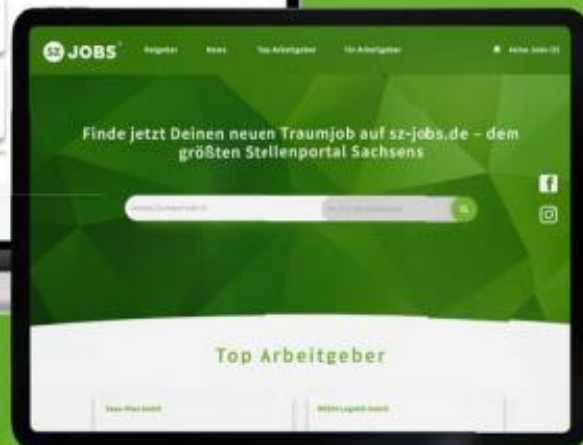 SZ JOBS
Ratgeber News Top Arbeitgeber Für Arbeitgeber
Finde jetzt Deinen neuen Traumjob auf sz-jobs.de – dem
größten Stellenportal Sachsens
Top Arbeitgeber